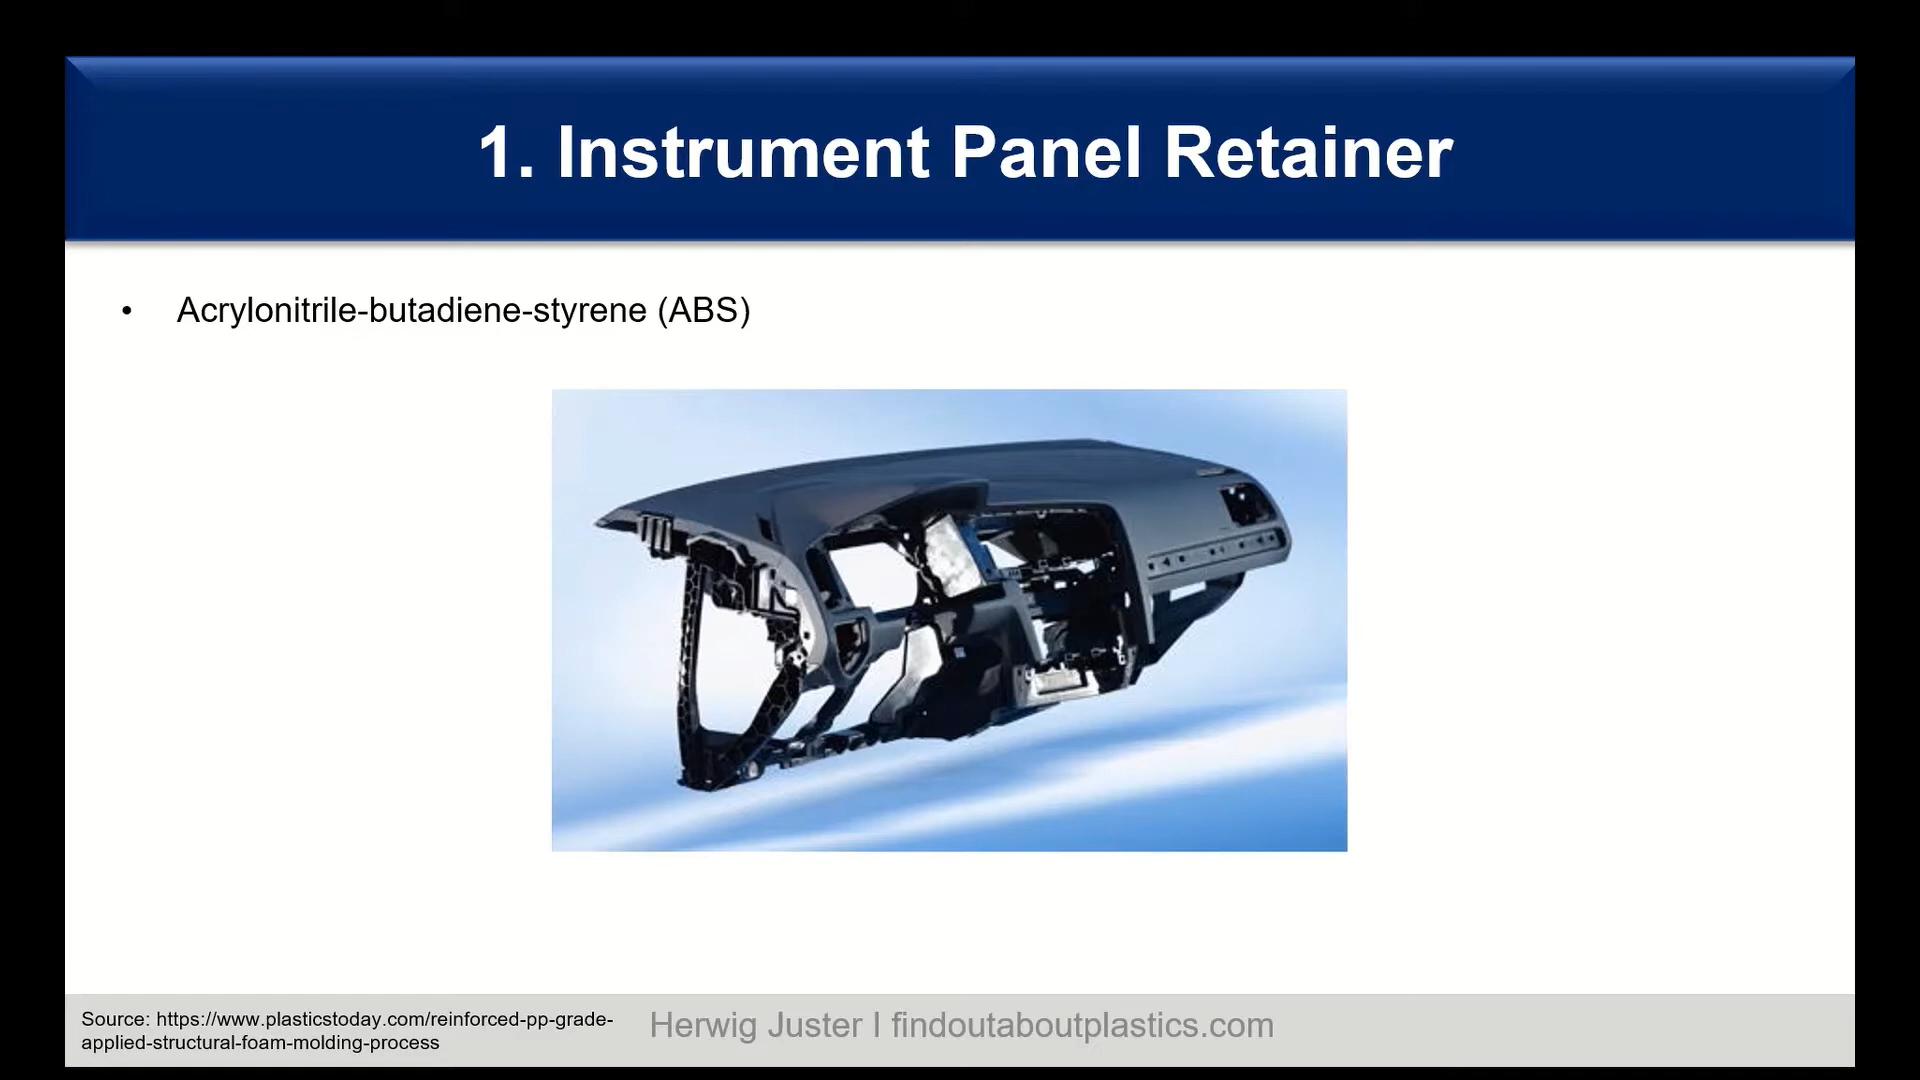 1. Instrument Panel Retainer
• Acrylonitrile-butadiene-styrene (ABS)
Source: https://www.plasticstoday.com/reinforced-pp-grade-
applied-structural-foam-molding-process
Herwig Juster I findoutaboutplastics.com